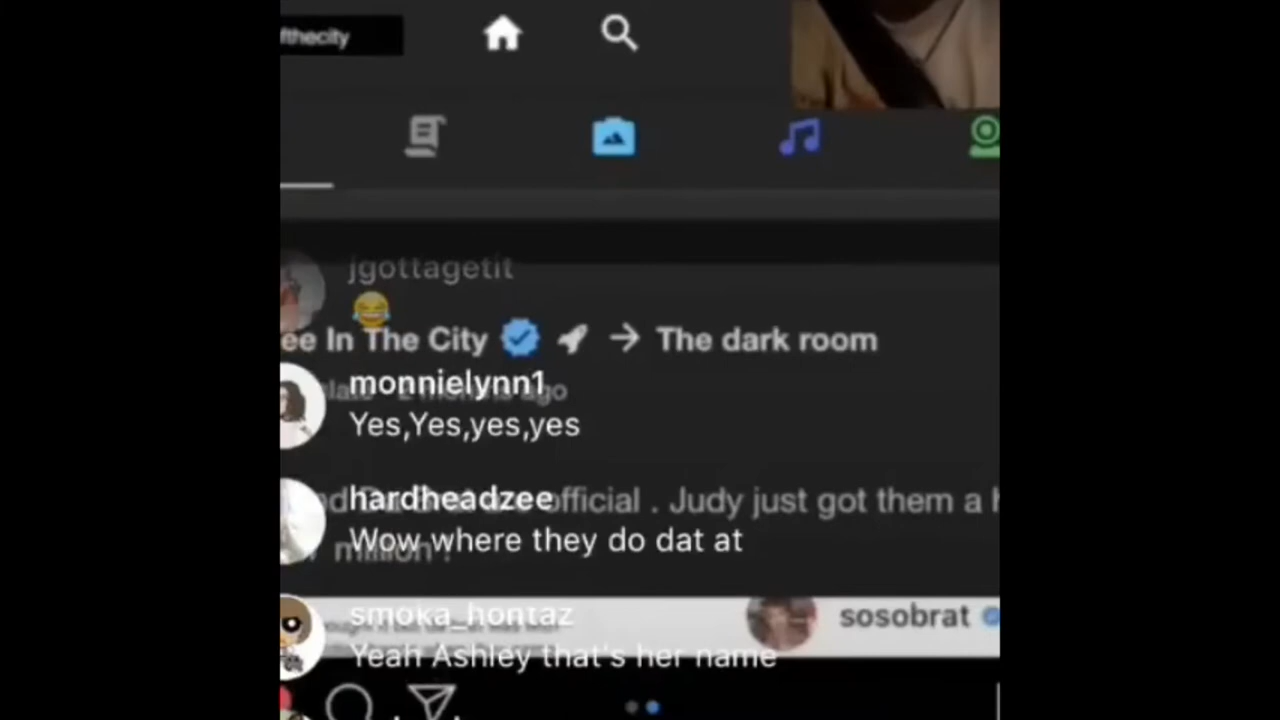 fthecity
jgottagetit
ee In The City → The dark room
monnielynn1
ago
Yes,Yes,yes,yes
hardheadzee
official . Judy just got them a h
Wow where they do dat at
million !
smoka_hontaz
sosobrat
Yeah Ashley that's her name